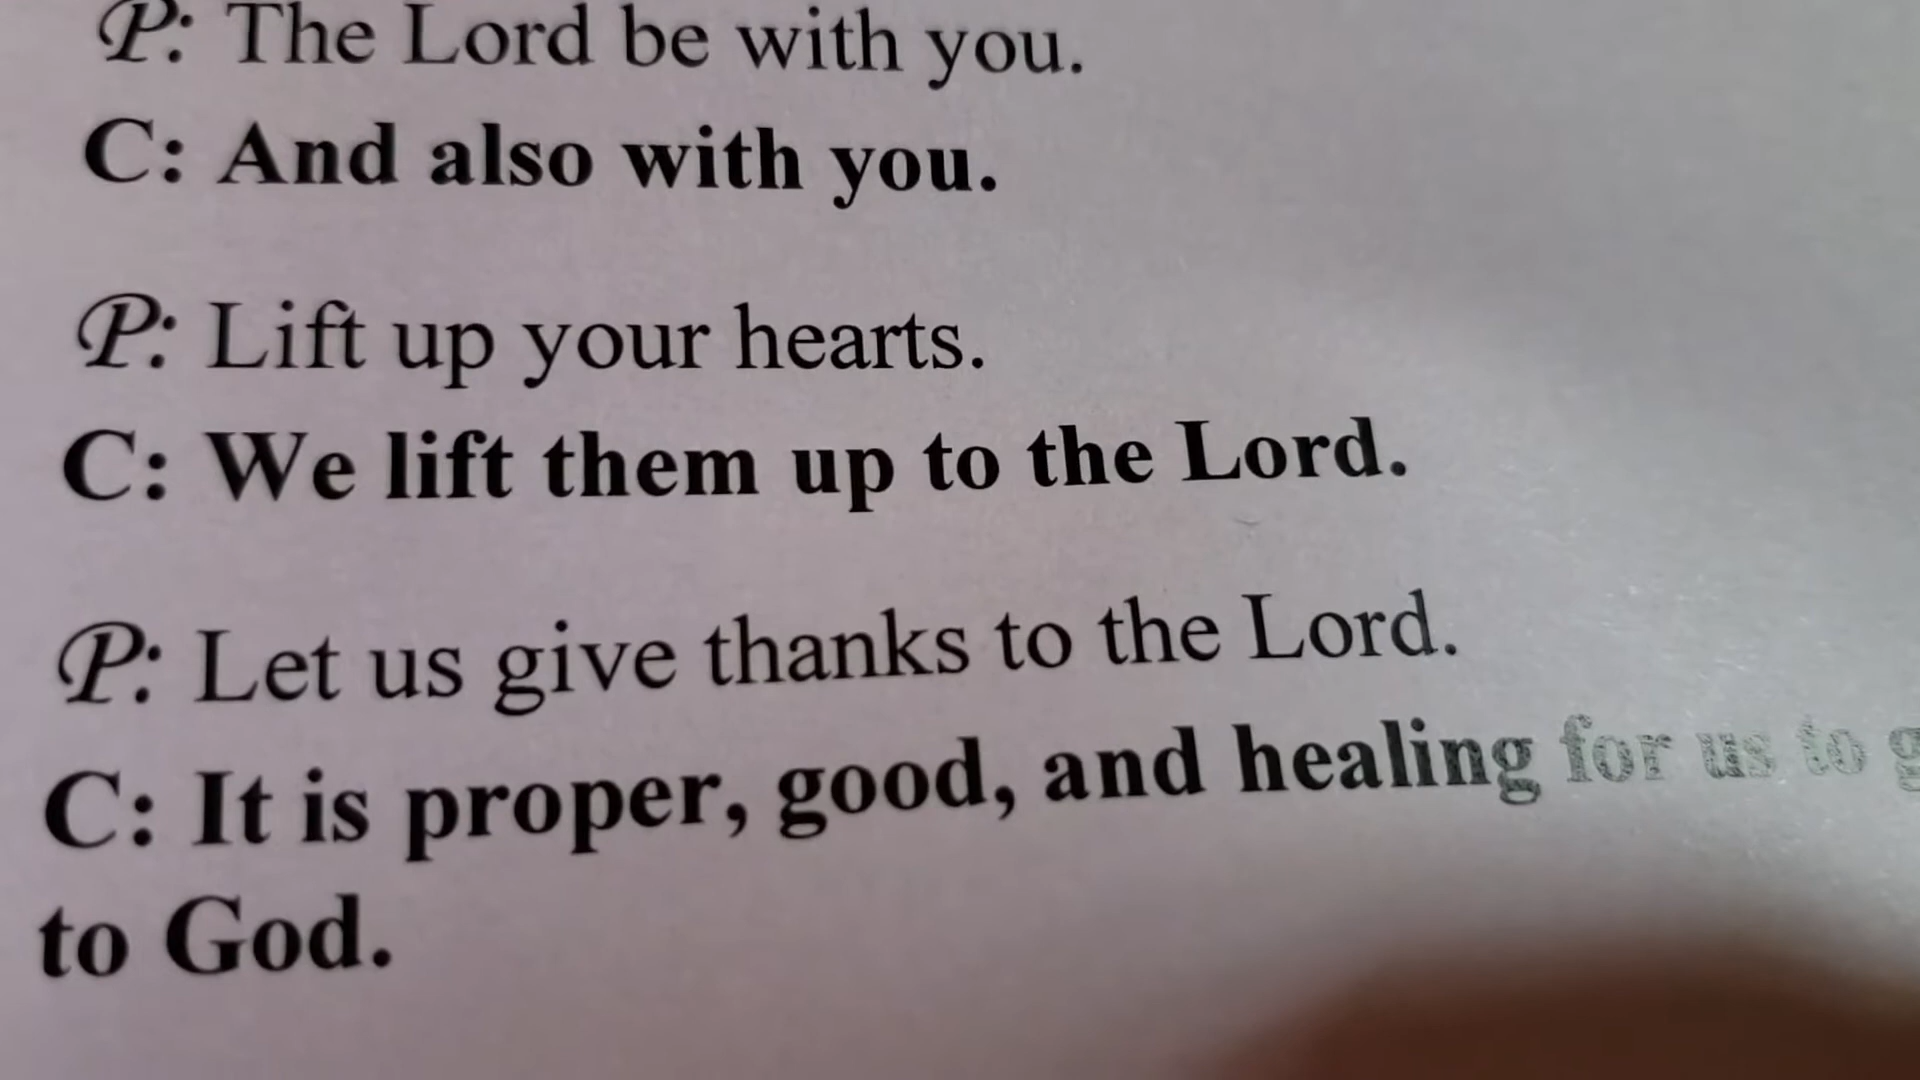 P: The Lord be with you.
C: And also with you.
P: Lift up your hearts.
C: We lift them up to the Lord.
P: Let us give thanks to the Lord.
C: It is proper, good, and healing for us to
to God.